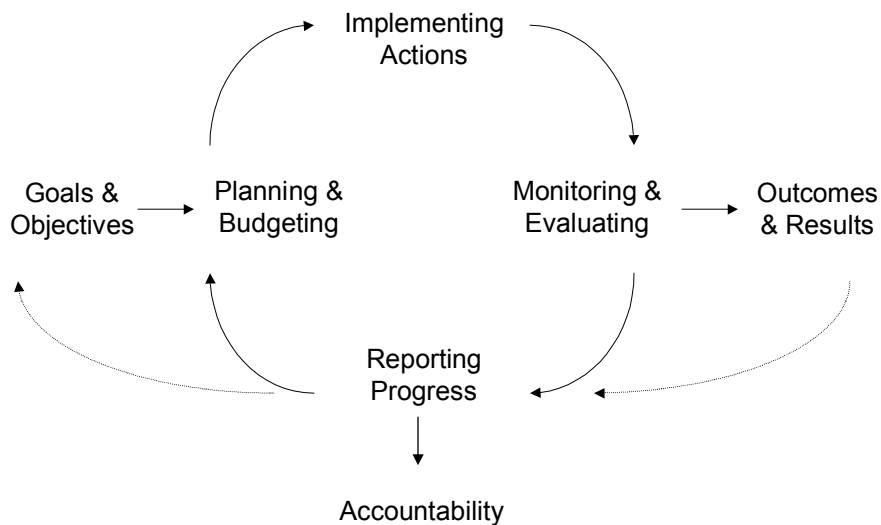 Implementing
Actions
Goals &
Objectives
Planning &
Budgeting
Monitoring &
Evaluating
Outcomes
& Results
Reporting
Progress
Accountability